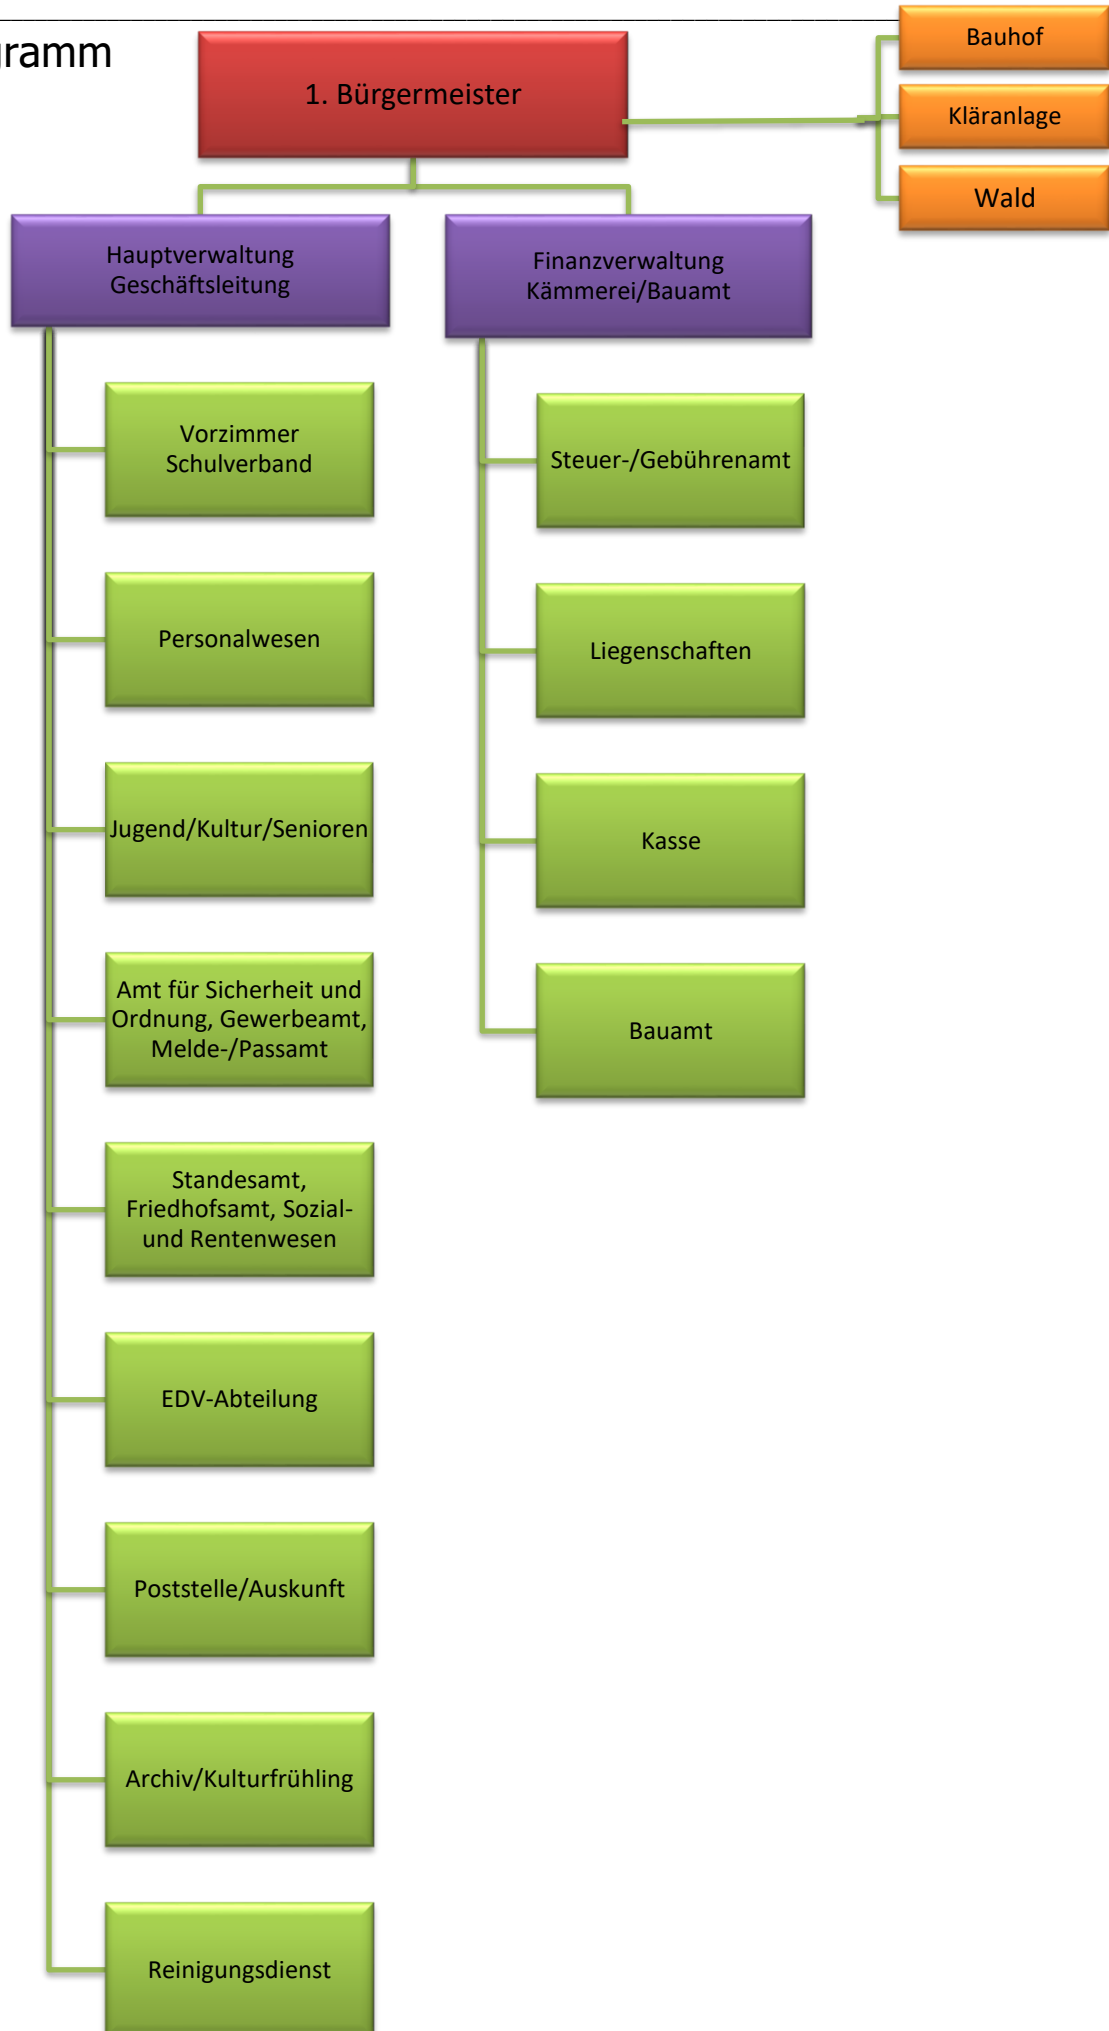 gramm
1. Bürgermeister
Bauhof
Kläranlage
Wald
Hauptverwaltung
Geschäftsleitung
Finanzverwaltung
Kämmerei/Bauamt
Vorzimmer
Schulverband
Personalwesen
Jugend/Kultur/Senioren
Amt für Sicherheit und
Ordnung, Gewerbeamt,
Melde-/Passamt
Standesamt,
Friedhofsamt, Sozial-
und Rentenwesen
EDV-Abteilung
Poststelle/Auskunft
Archiv/Kulturfrühling
Reinigungsdienst
Steuer-/Gebührenamt
Liegenschaften
Kasse
Bauamt